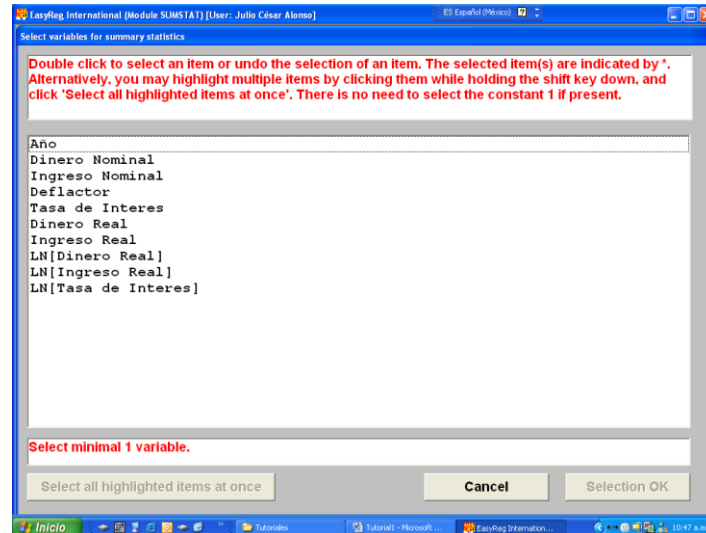 EasyReg International (Module SUMSTAT) [User: Julio César Alonso]
ES Español (México)
Select variables for summary statistics
Double click to select an item or undo the selection of an item. The selected item(s) are indicated by *.
Alternatively, you may highlight multiple items by clicking them while holding the shift key down, and
click 'Select all highlighted items at once'. There is no need to select the constant 1 if present.
Año
Dinero Nominal
Ingreso Nominal
Deflactor
Tasa de Interes
Dinero Real
Ingreso Real
LN[Dinero Real]
LN[Ingreso Real]
LN[Tasa de Interes]
Select minimal 1 variable.
Select all highlighted items at once
Cancel
Selection OK
Inicio
Tutoriales
Tutorial1 - Microsoft ...
EasyReg Internation...
10:47 a.m.